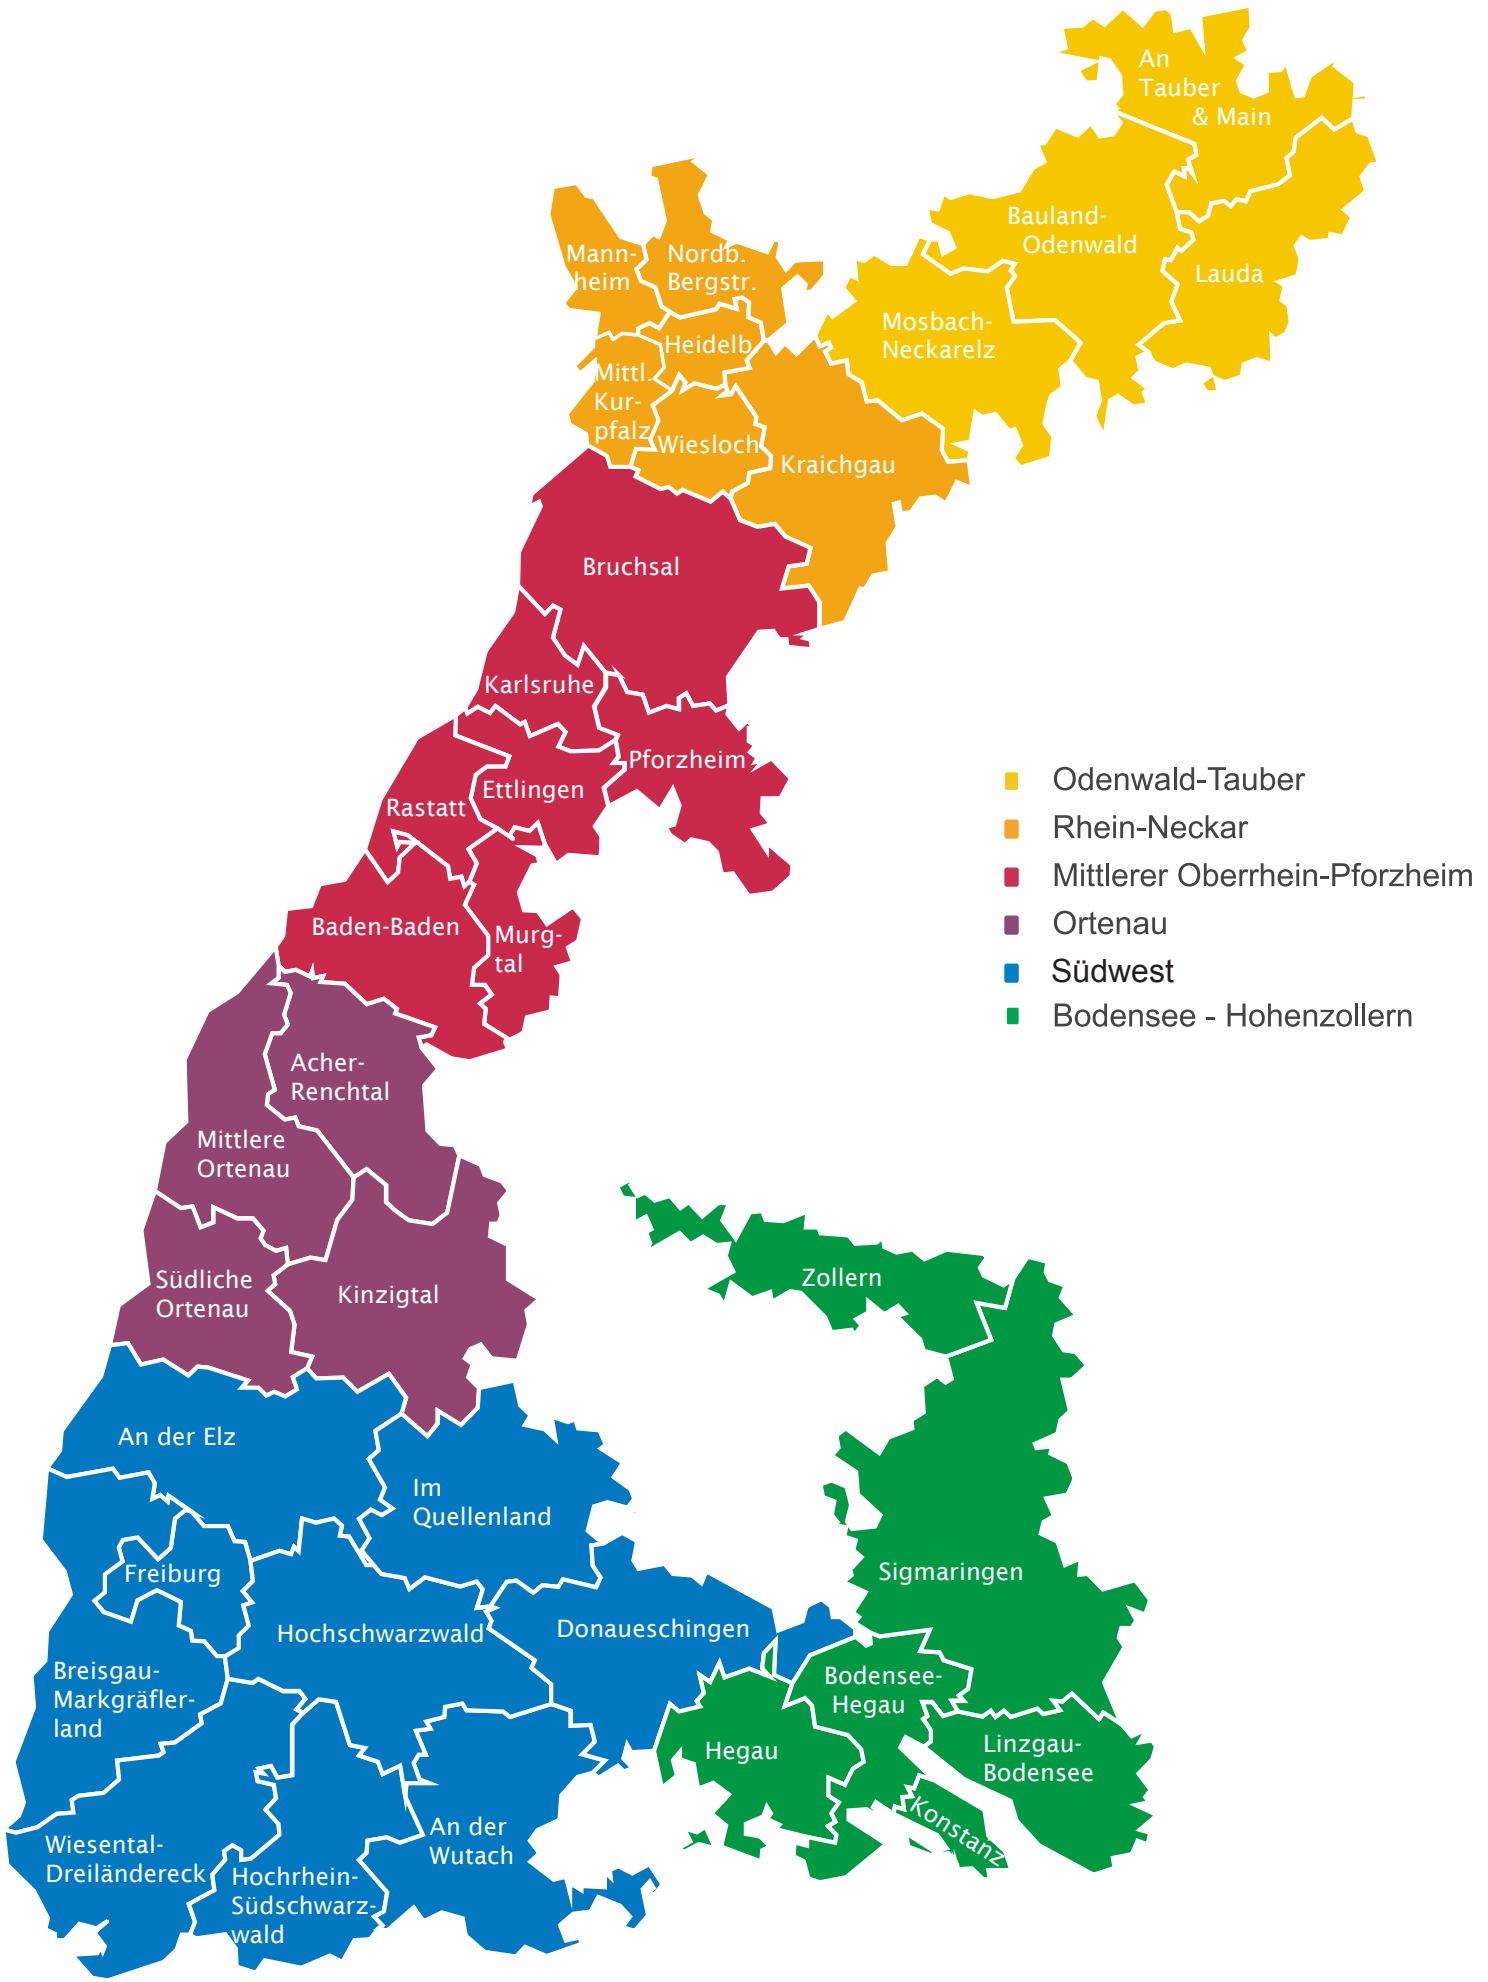 An
Tauber
& Main
Bauland-
Odenwald
Lauda
Mann-
heim
Nordb.
Bergstr.
Mosbach-
Neckarelz
Heidelb.
Mittl.
Kur-
pfalz
Wiesloch
Kraichgau
Bruchsal
Karlsruhe
Pforzheim
Ettlingen
Rastatt
Baden-Baden
Murg-
tal
Odenwald-Tauber
Rhein-Neckar
Mittlerer Oberrhein-Pforzheim
Ortenau
Südwest
Bodensee - Hohenzollern
Acher-
Renchtal
Mittlere
Ortenau
Südliche
Ortenau
Kinzigtal
Zollern
An der Elz
Im
Quellenland
Freiburg
Sigmaringen
Hochschwarzwald
Donaueschingen
Breisgau-
Markgräfler-
land
Bodensee-
Hegau
Hegau
Linzgau-
Bodensee
Konstanz
Wiesental-
Dreiländereck
An der
Wutach
Hochrhein-
Südschwarz-
wald